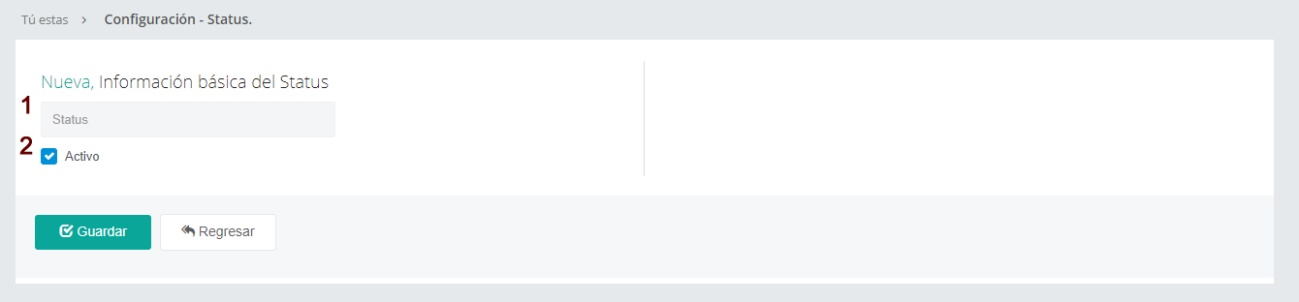 Tú estas > Configuración - Status.
Nueva, Información básica del Status
1
Status
2
Activo
Guardar Regresar